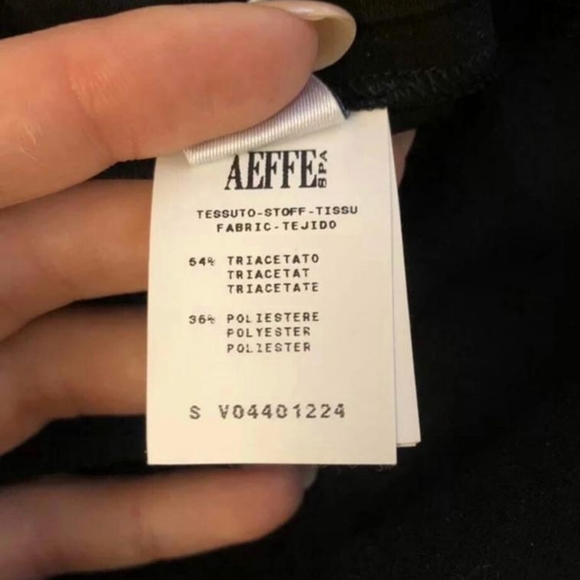 AEFFE SPA
TESSUTO-STOFF-TISSU
FABRIC-TEJIDO
64% TRIACETATO
TRIACETAT
TRIACETATE
36% POLIESTERE
POLYESTER
POLIESTER
S V04401224